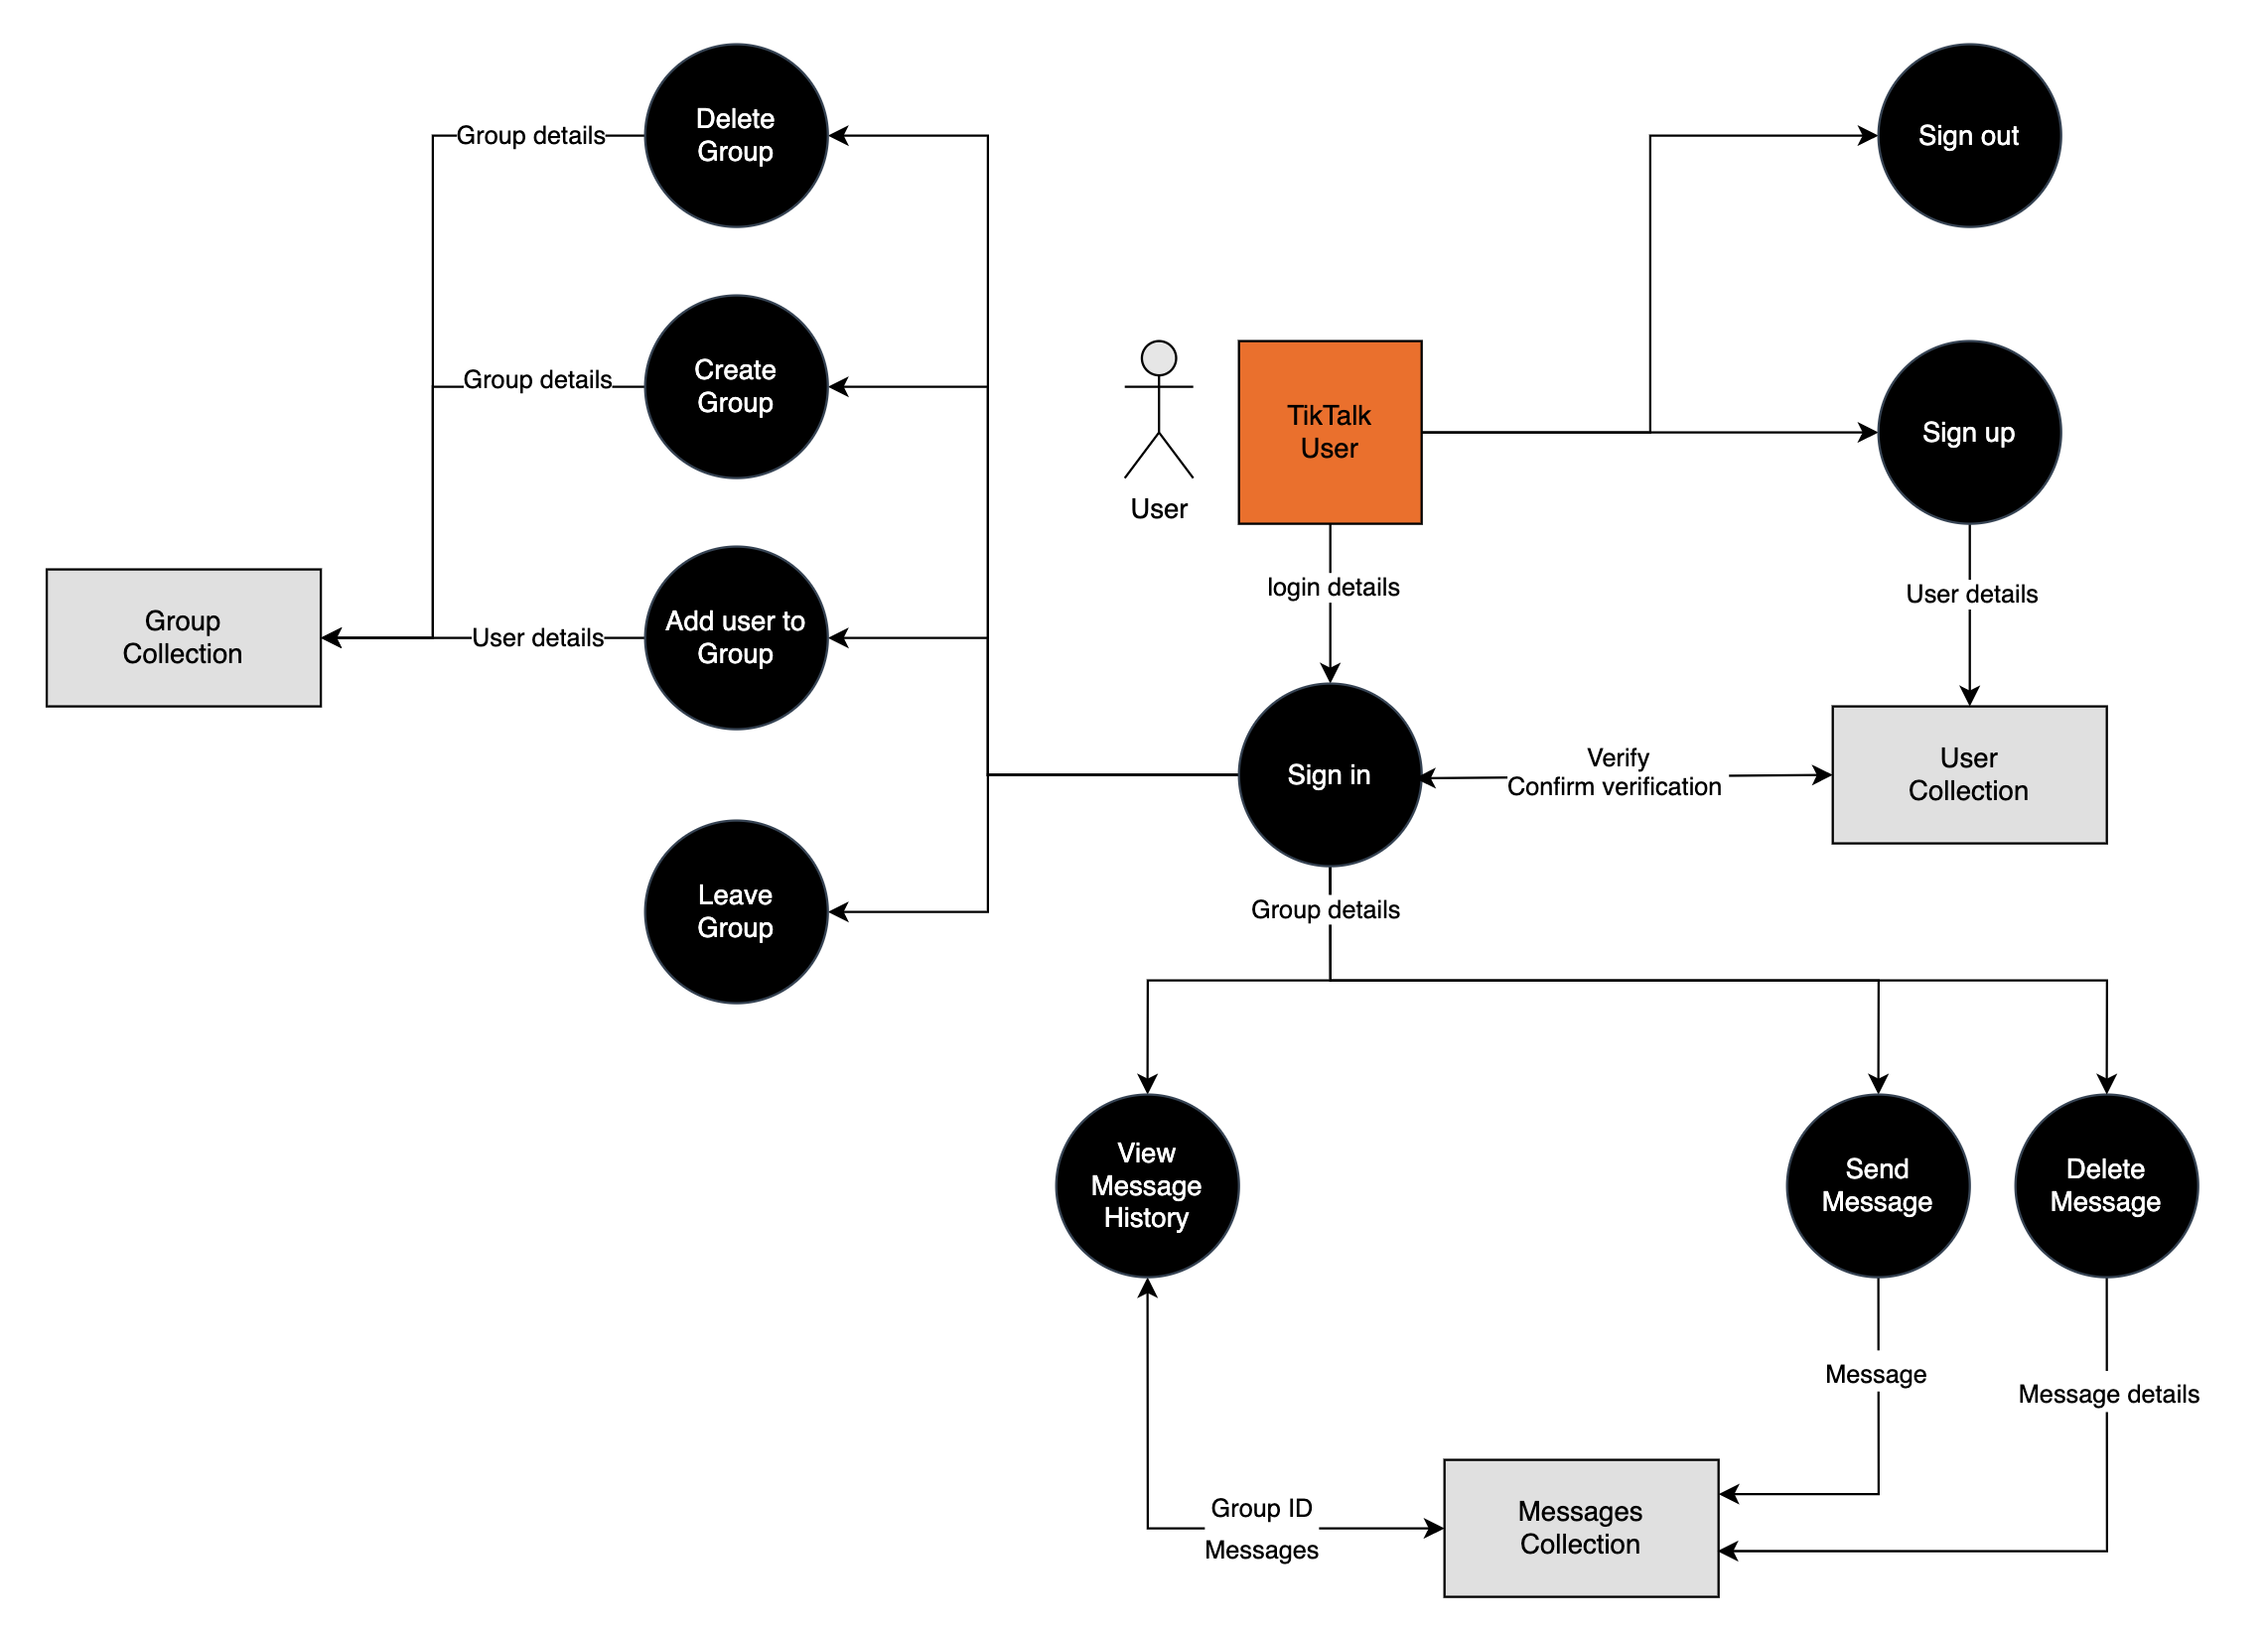 Delete
Group
Sign out
Group details
Create
Group
Group details
TikTalk
User
User
Sign up
login details
User details
Add user to
Group
User details
Group
Collection
Sign in
Verify
Confirm verification
User
Collection
Leave
Group
Group details
View
Message
History
Send
Message
Delete
Message
Message
Message details
Group ID
Messages
Messages
Collection